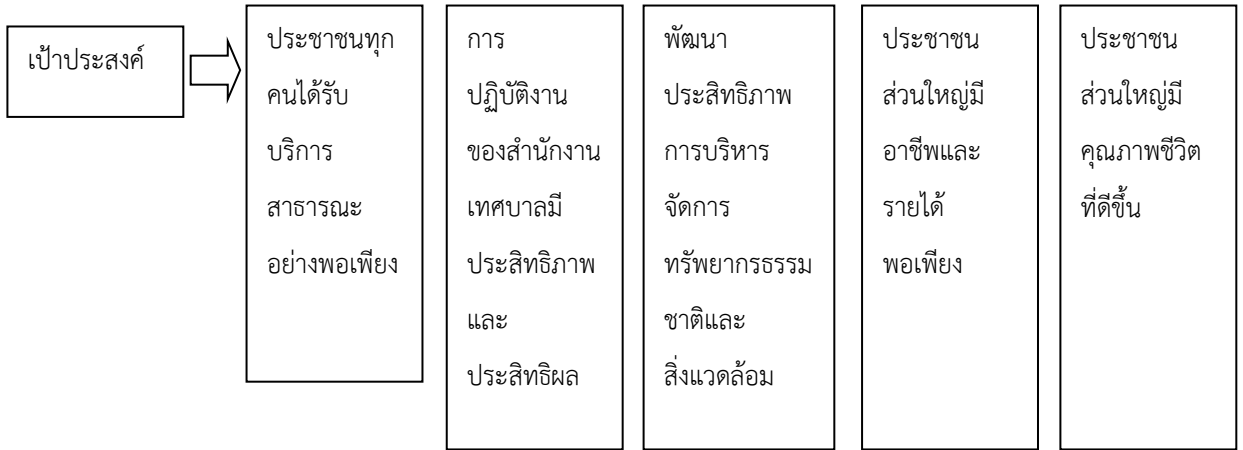 เป้าประสงค์
ประชาชนทุก
คนได้รับ
บริการ
สาธารณะ
อย่างพอเพียง
การ
ปฏิบัติงาน
ของสำนักงาน
เทศบาลมี
ประสิทธิภาพ
และ
ประสิทธิผล
พัฒนา
ประสิทธิภาพ
การบริหาร
จัดการ
ทรัพยากรธรรม
ชาติและ
สิ่งแวดล้อม
ประชาชน
ส่วนใหญ่มี
อาชีพและ
รายได้
พอเพียง
ประชาชน
ส่วนใหญ่มี
คุณภาพชีวิต
ที่ดีขึ้น